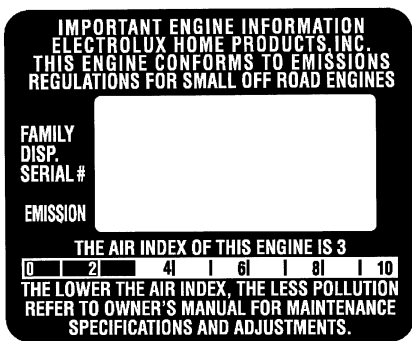 IMPORTANT ENGINE INFORMATION
ELECTROLUX HOME PRODUCTS, INC.
THIS ENGINE CONFORMS TO EMISSIONS
REGULATIONS FOR SMALL OFF ROAD ENGINES
FAMILY
DISP.
SERIAL #
EMISSION
THE AIR INDEX OF THIS ENGINE IS 3
0 2 4 6 8 10
THE LOWER THE AIR INDEX, THE LESS POLLUTION
REFER TO OWNER'S MANUAL FOR MAINTENANCE
SPECIFICATIONS AND ADJUSTMENTS.